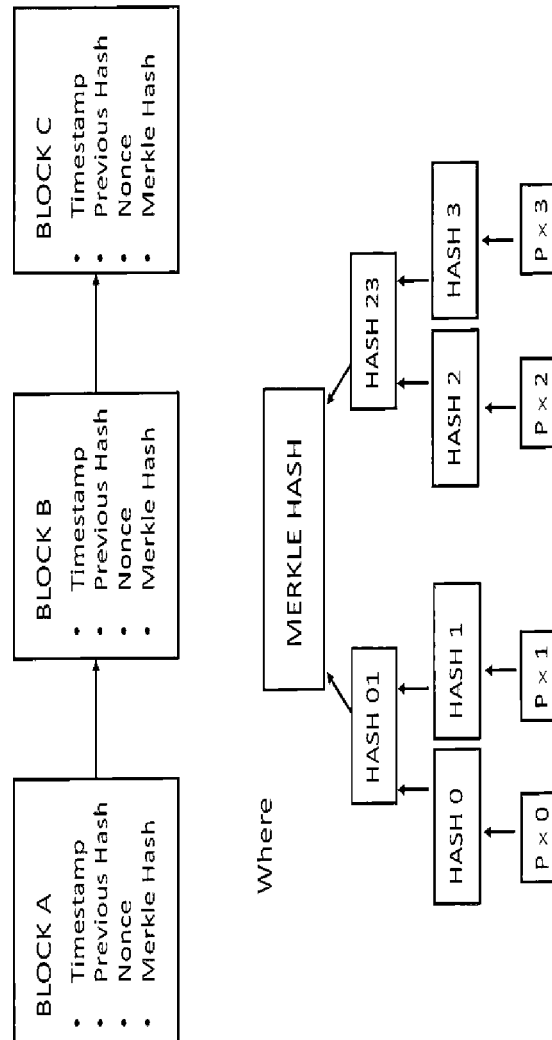 BLOCK A
• Timestamp
• Previous Hash
• Nonce
• Merkle Hash
BLOCK B
• Timestamp
• Previous Hash
• Nonce
• Merkle Hash
BLOCK C
• Timestamp
• Previous Hash
• Nonce
• Merkle Hash
Where
MERKLE HASH
HASH 01
HASH 23
HASH 0
HASH 1
HASH 2
HASH 3
P × 0
P × 1
P × 2
P × 3